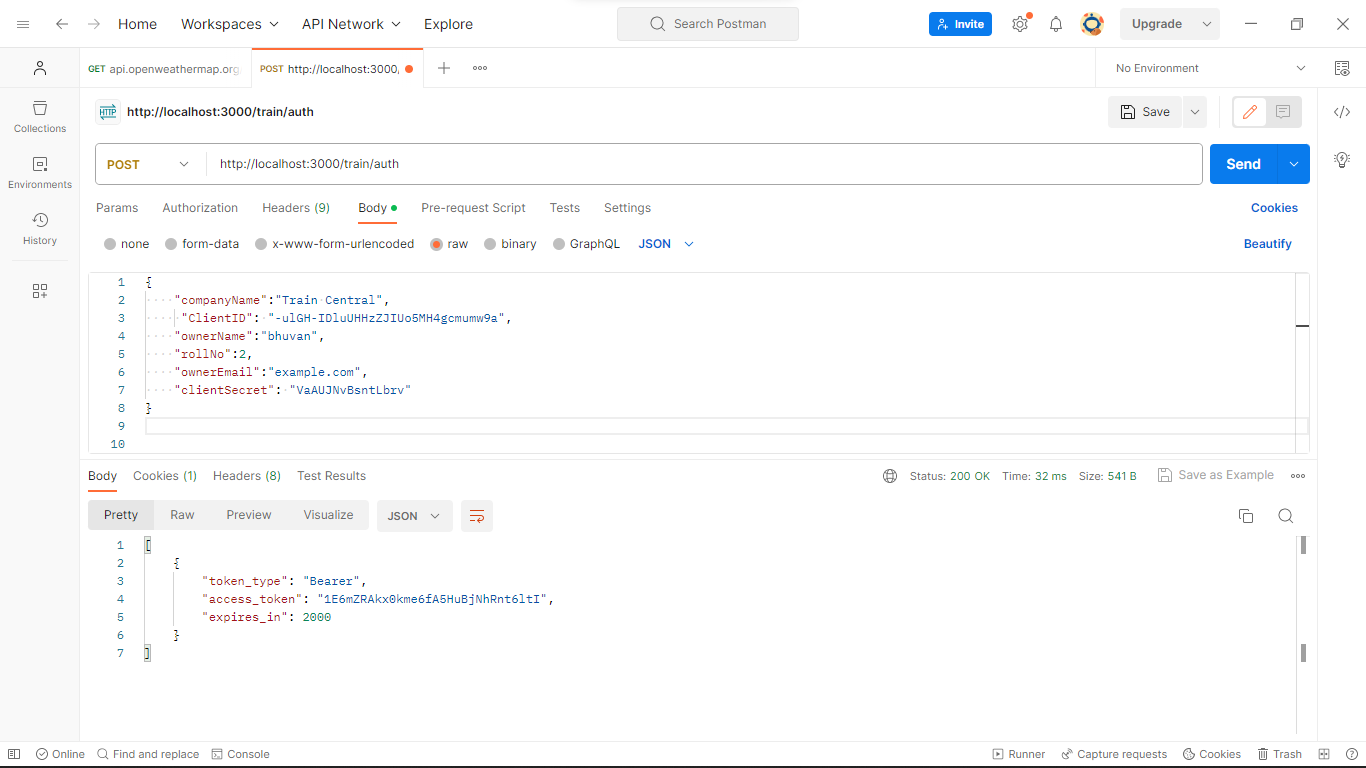 Home Workspaces API Network Explore Search Postman Invite Upgrade
GET api.openweathermap.org POST http://localhost:3000, No Environment
HTTP http://localhost:3000/train/auth Save
Collections
Environments
History
POST http://localhost:3000/train/auth Send
Params Authorization Headers (9) Body Pre-request Script Tests Settings Cookies
none form-data x-www-form-urlencoded raw binary GraphQL JSON Beautify
1 {
2 "companyName":"Train Central",
3 "ClientID": "-ulGH-IDluUHHzZJIUo5MH4gcmumw9a",
4 "ownerName":"bhuvan",
5 "rollNo":2,
6 "ownerEmail":"example.com",
7 "clientSecret": "VaAUJNvBsntLbrv"
8 }
9
10
Body Cookies (1) Headers (8) Test Results Status: 200 OK Time: 32 ms Size: 541 B Save as Example
Pretty Raw Preview Visualize JSON
1 [
2 {
3 "token_type": "Bearer",
4 "access_token": "1E6mZRAkx0kme6fA5HuBjNhRnt6ltI",
5 "expires_in": 2000
6 }
7 ]
Online Find and replace Console Runner Capture requests Cookies Trash